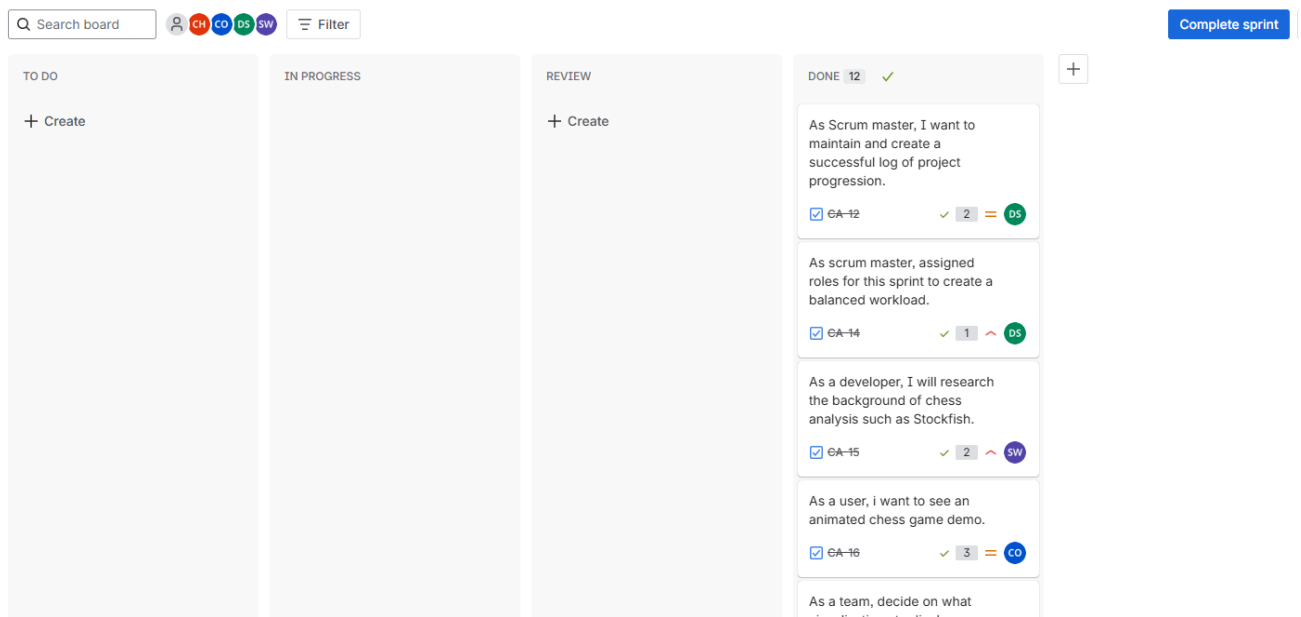 Search board
CH CO DS SW
Filter
Complete sprint
TO DO
Create
IN PROGRESS
REVIEW
Create
DONE 12
As Scrum master, I want to
maintain and create a
successful log of project
progression.
CA-12
2
DS
As scrum master, assigned
roles for this sprint to create a
balanced workload.
CA-14
1
DS
As a developer, I will research
the background of chess
analysis such as Stockfish.
CA-15
2
SW
As a user, i want to see an
animated chess game demo.
CA-16
3
CO
As a team, decide on what